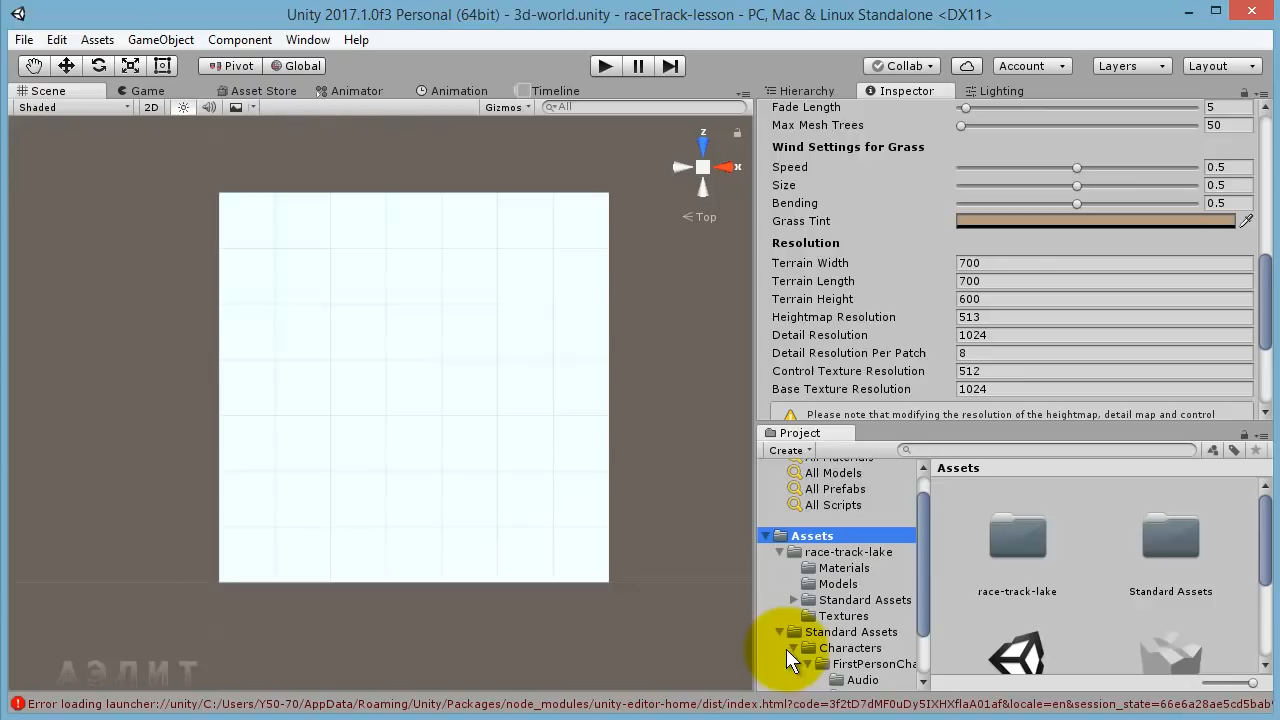 Unity 2017.1.0f3 Personal (64bit) - 3d-world.unity - raceTrack-lesson - PC, Mac & Linux Standalone <DX11>
File Edit Assets GameObject Component Window Help
Pivot Global Collab Account Layers Layout
Scene Game Asset Store Animator Animation Timeline Hierarchy Inspector Lighting
Shaded 2D Gizmos All
Fade Length 5
Max Mesh Trees 50
Wind Settings for Grass
Speed 0.5
Size 0.5
Bending 0.5
Grass Tint
Resolution
Terrain Width 700
Terrain Length 700
Terrain Height 600
Heightmap Resolution 513
Detail Resolution 1024
Detail Resolution Per Patch 8
Control Texture Resolution 512
Base Texture Resolution 1024
Please note that modifying the resolution of the heightmap, detail map and control
z
x
Top
Project
Create
All Materials
All Models
All Prefabs
All Scripts
Assets
race-track-lake
Materials
Models
Standard Assets
Textures
Standard Assets
Characters
FirstPersonCha
Audio
Assets
race-track-lake Standard Assets
АЭЛИТ
Error loading launcher://unity/C:/Users/Y50-70/AppData/Roaming/Unity/Packages/node_modules/unity-editor-home/dist/index.html?code=3f2tD7dMF0uDy5IXHXflaA01af&locale=en&session_state=66e6a28ae5cd5bab